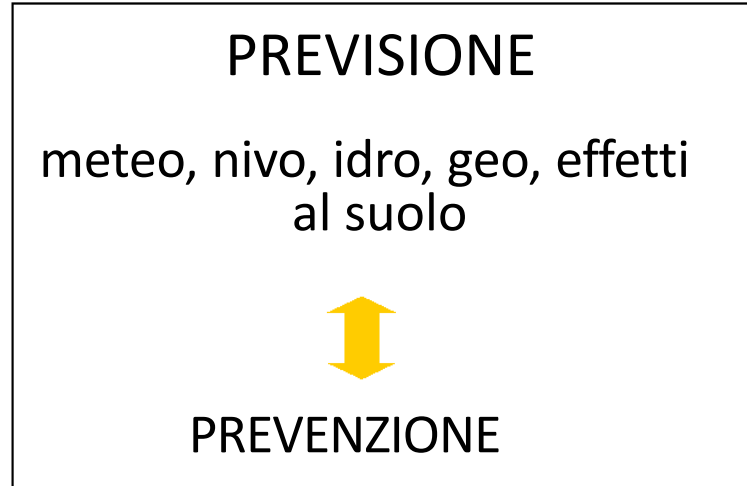 PREVISIONE
meteo, nivo, idro, geo, effetti
al suolo
PREVENZIONE